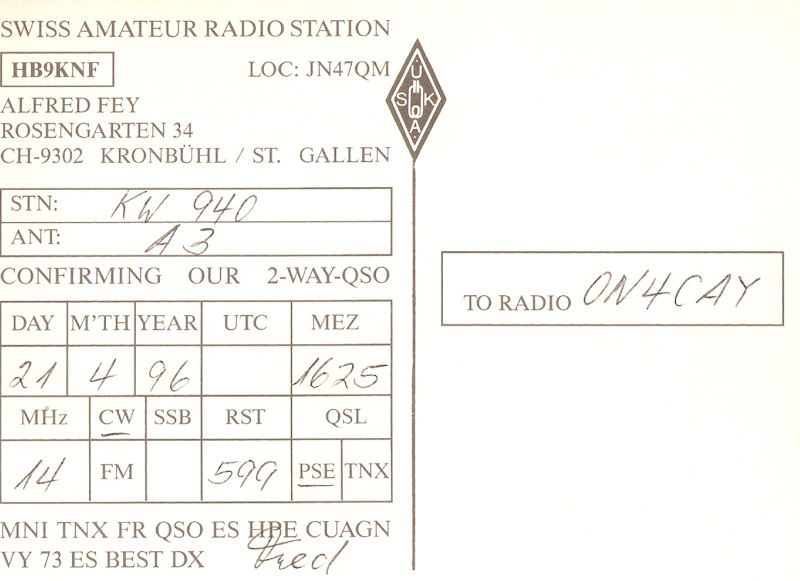 SWISS AMATEUR RADIO STATION
HB9KNF LOC: JN47QM
ALFRED FEY
ROSENGARTEN 34
CH-9302 KRONBÜHL / ST. GALLEN
STN: KW 940
ANT: A3
CONFIRMING OUR 2-WAY-QSO
DAY M'TH YEAR UTC MEZ
21 4 96 1625
MHz CW SSB RST QSL
14 FM 599 PSE TNX
MNI TNX FR QSO ES HPE CUAGN
VY 73 ES BEST DX Fred
U
S K
A
TO RADIO ON4CAY